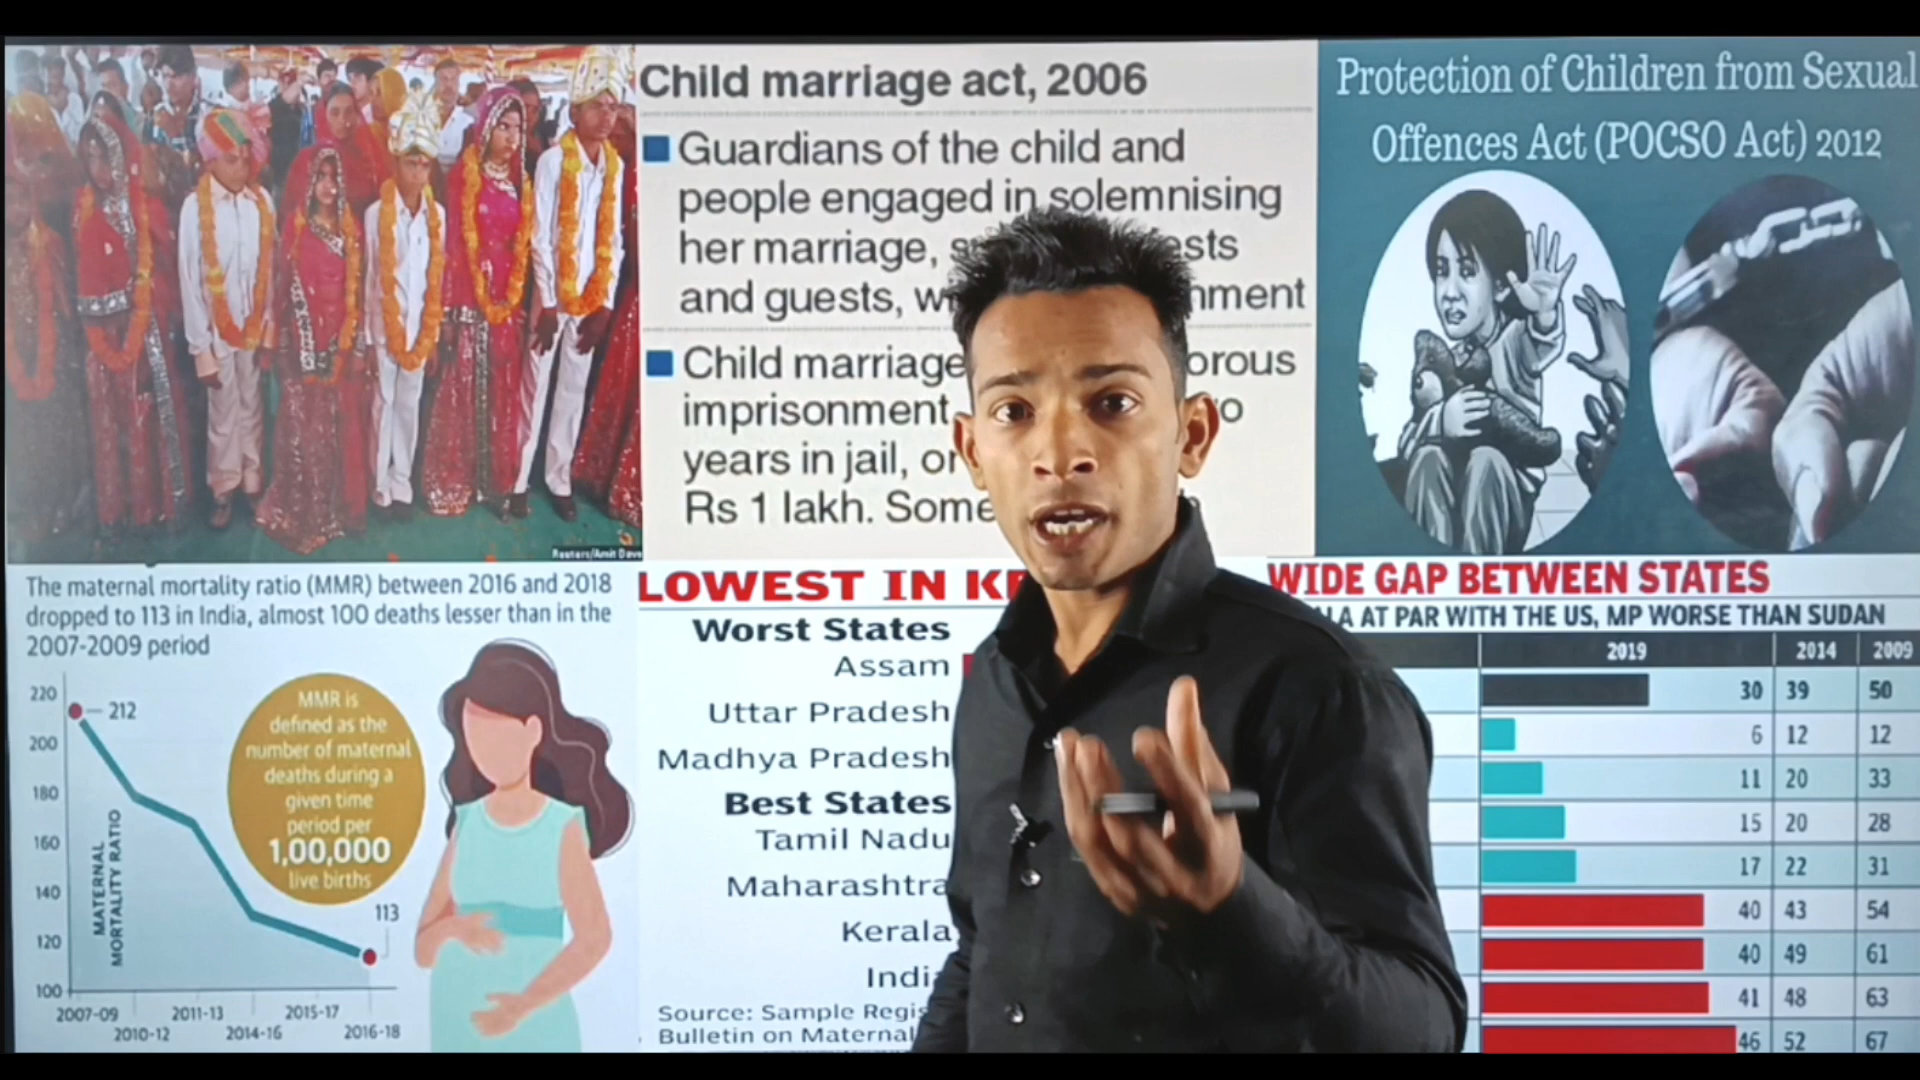 Reuters/Amit Dave
Child marriage act, 2006
Guardians of the child and
people engaged in solemnising
her marriage,
and guests,
Child marriage
imprisonment
years in jail, or
Rs 1 lakh. Some
Protection of Children from Sexual
Offences Act (POCSO Act) 2012
The maternal mortality ratio (MMR) between 2016 and 2018
dropped to 113 in India, almost 100 deaths lesser than in the
2007-2009 period
220
200
180
160
140
120
100
212
113
MATERNAL
MORTALITY RATIO
MMR is
defined as the
number of maternal
deaths during a
given time
period per
1,00,000
live births
2007-09
2010-12
2011-13
2014-16
2015-17
2016-18
LOWEST IN
Worst States
Assam
Uttar Pradesh
Madhya Pradesh
Best States
Tamil Nadu
Maharashtra
Kerala
Source: Sample
Bulletin on Maternal
WIDE GAP BETWEEN STATES
AT PAR WITH THE US, MP WORSE THAN SUDAN
2019 2014 2009
30 39 50
6 12 12
11 20 33
15 20 28
17 22 31
40 43 54
40 49 61
41 48 63
46 52 67